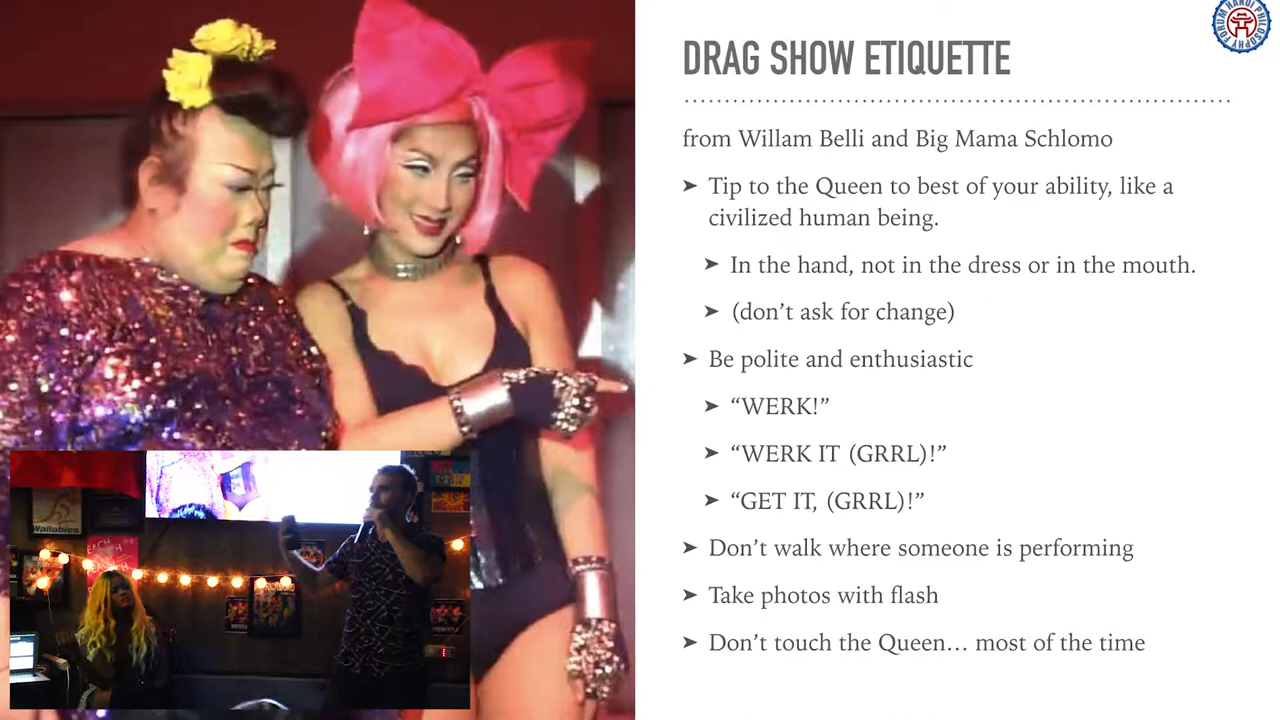 FORUM HANOI PHILOSOPHY
DRAG SHOW ETIQUETTE
from Willam Belli and Big Mama Schlomo
➤ Tip to the Queen to best of your ability, like a
civilized human being.
➤ In the hand, not in the dress or in the mouth.
➤ (don’t ask for change)
➤ Be polite and enthusiastic
➤ “WERK!”
➤ “WERK IT (GRRL)!”
➤ “GET IT, (GRRL)!”
➤ Don’t walk where someone is performing
➤ Take photos with flash
➤ Don’t touch the Queen… most of the time
Wallabies